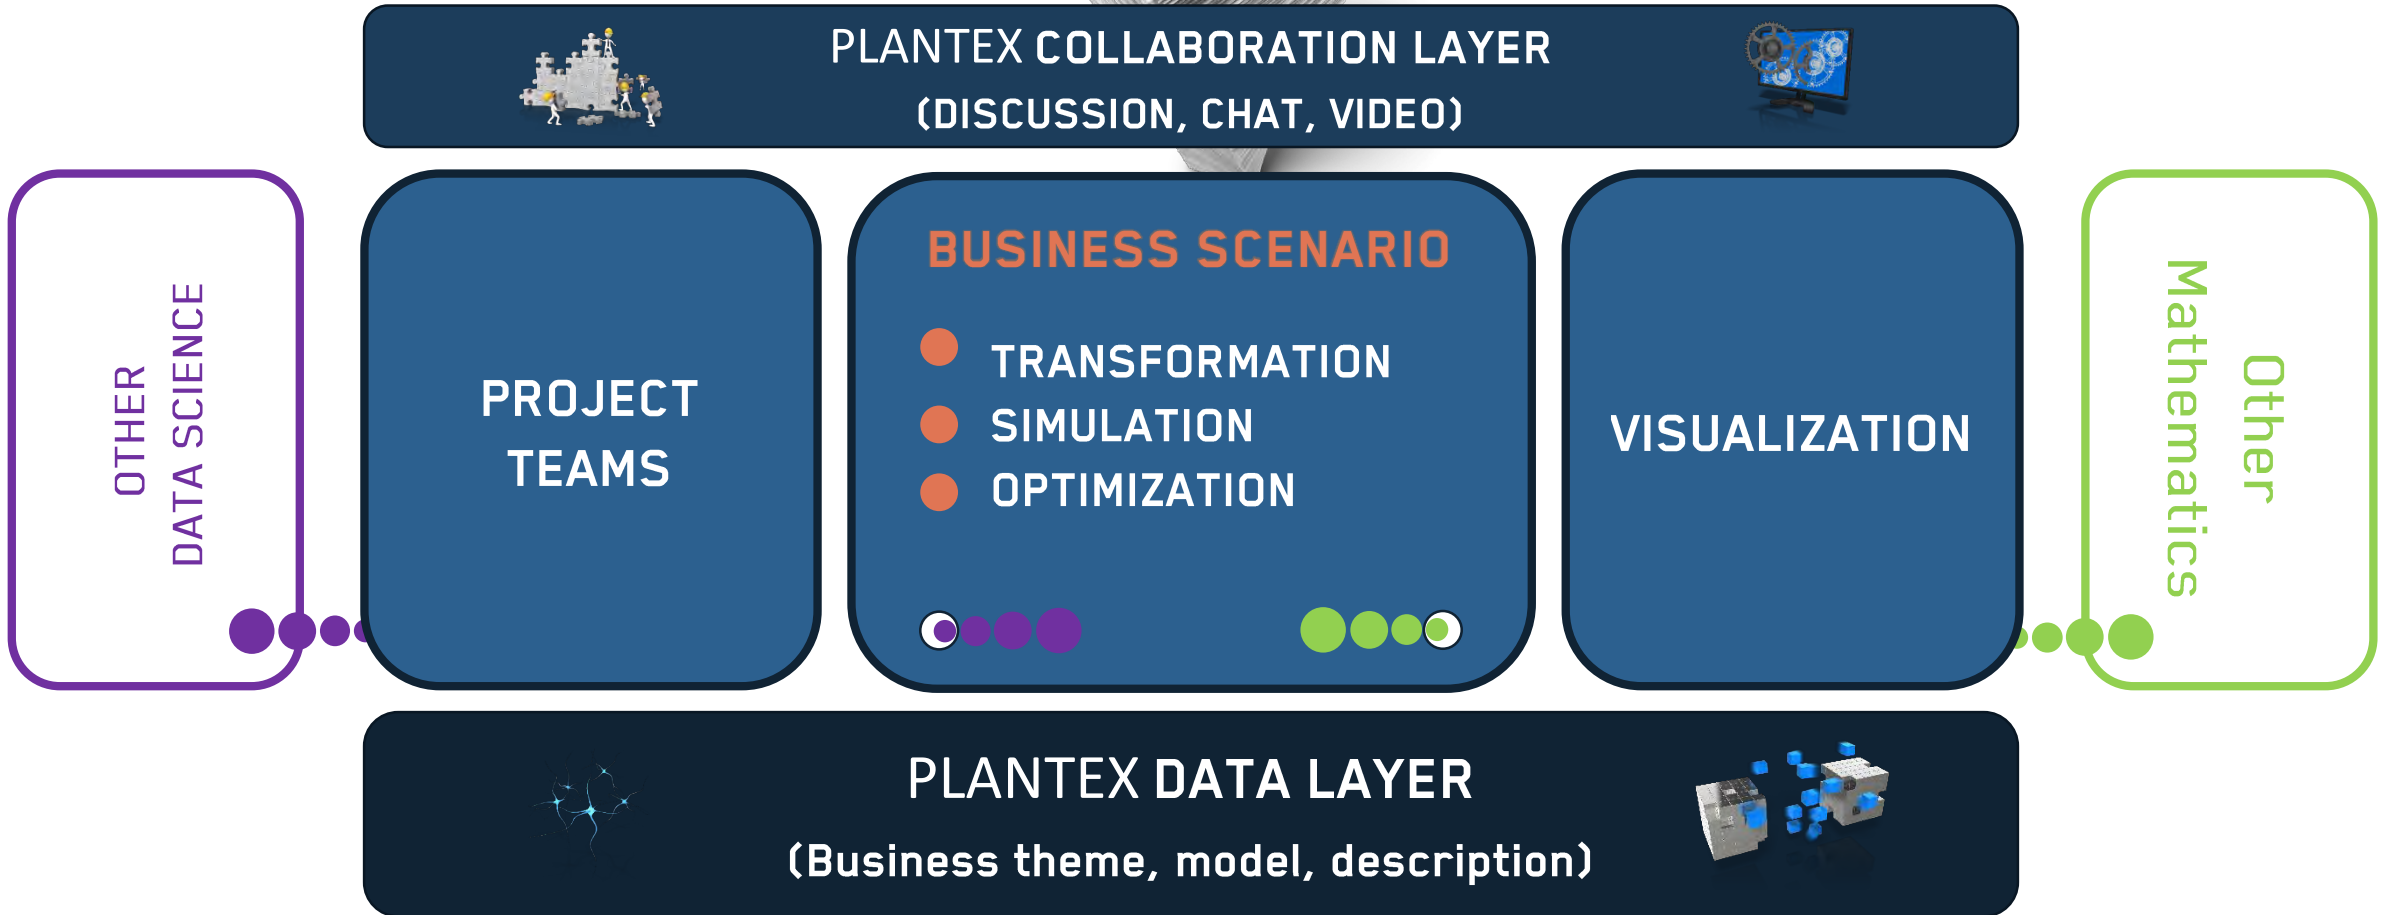 PLANTEX COLLABORATION LAYER
(DISCUSSION, CHAT, VIDEO)
OTHER
DATA SCIENCE
PROJECT
TEAMS
BUSINESS SCENARIO
TRANSFORMATION
SIMULATION
OPTIMIZATION
VISUALIZATION
Other
Mathematics
PLANTEX DATA LAYER
(Business theme, model, description)